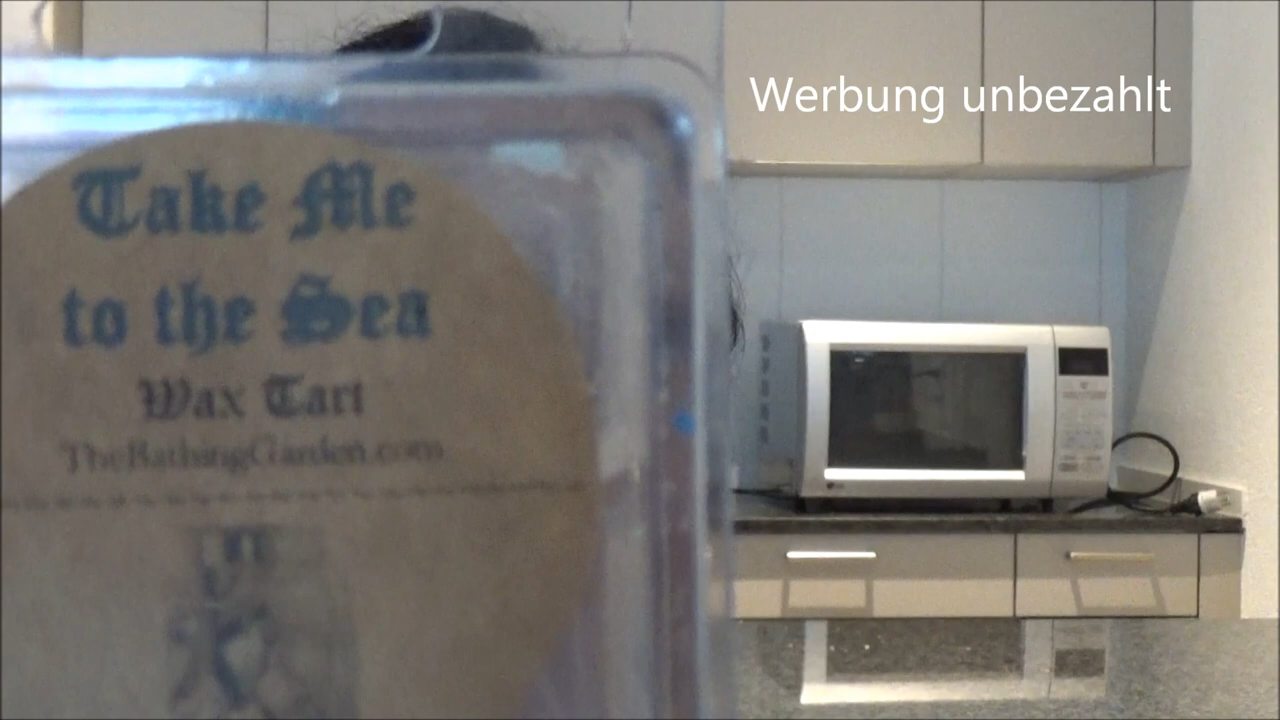 Werbung unbezahlt
Take Me
to the Sea
Wax Tart
TheBathingGarden.com